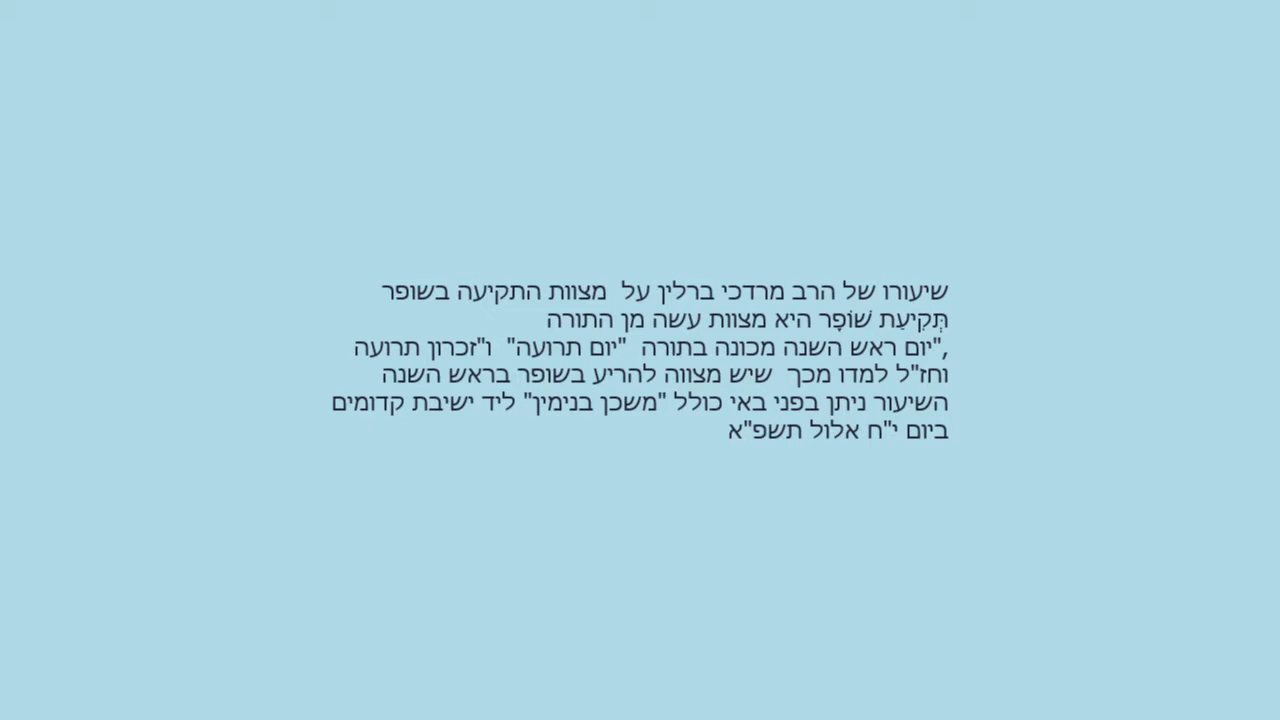 שיעורו של הרב מרדכי ברלין על  מצוות התקיעה בשופר
תְּקִיעַת שׁוֹפָר היא מצוות עשה מן התורה
,"יום ראש השנה מכונה בתורה  "יום תרועה"  ו"זכרון תרועה
וחז"ל למדו מכך  שיש מצווה להריע בשופר בראש השנה
השיעור ניתן בפני באי כולל "משכן בנימין" ליד ישיבת קדומים
ביום י"ח אלול תשפ"א